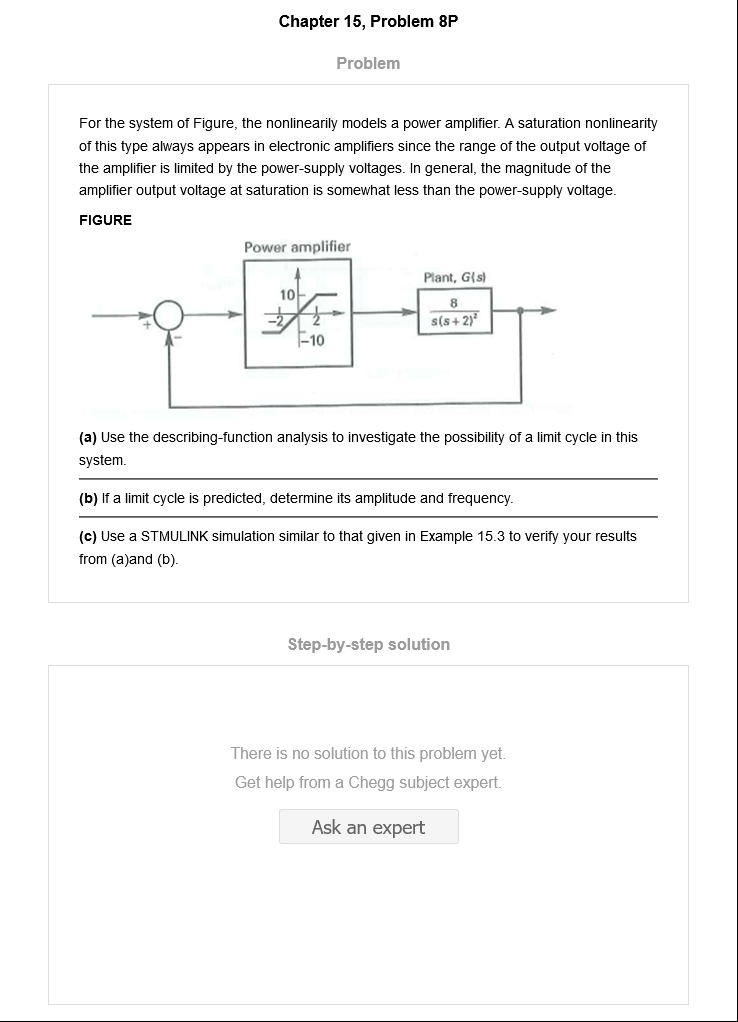 Chapter 15, Problem 8P
Problem
For the system of Figure, the nonlinearily models a power amplifier. A saturation nonlinearity
of this type always appears in electronic amplifiers since the range of the output voltage of
the amplifier is limited by the power-supply voltages. In general, the magnitude of the
amplifier output voltage at saturation is somewhat less than the power-supply voltage.
FIGURE
Power amplifier
Plant, G(s)
10
-2
2
-10
8
s(s + 2)²
+
-
(a) Use the describing-function analysis to investigate the possibility of a limit cycle in this
system.
(b) If a limit cycle is predicted, determine its amplitude and frequency.
(c) Use a STMULINK simulation similar to that given in Example 15.3 to verify your results
from (a)and (b).
Step-by-step solution
There is no solution to this problem yet.
Get help from a Chegg subject expert.
Ask an expert